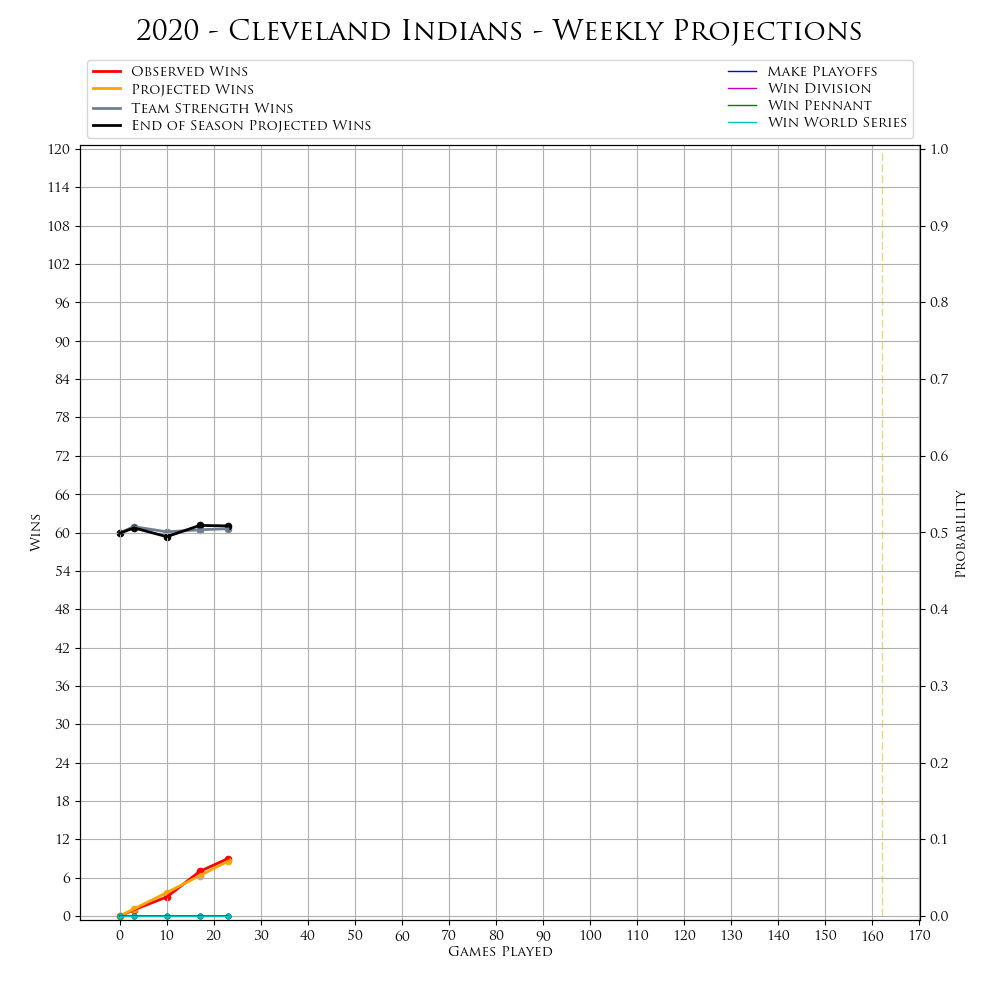 2020 - Cleveland Indians - Weekly Projections
Observed Wins
Projected Wins
Team Strength Wins
End of Season Projected Wins
Make Playoffs
Win Division
Win Pennant
Win World Series
120
114
108
102
96
90
84
78
72
66
60
54
48
42
36
30
24
18
12
6
0
Wins
1.0
0.9
0.8
0.7
0.6
0.5
0.4
0.3
0.2
0.1
0.0
Probability
0 10 20 30 40 50 60 70 80 90 100 110 120 130 140 150 160 170
Games Played